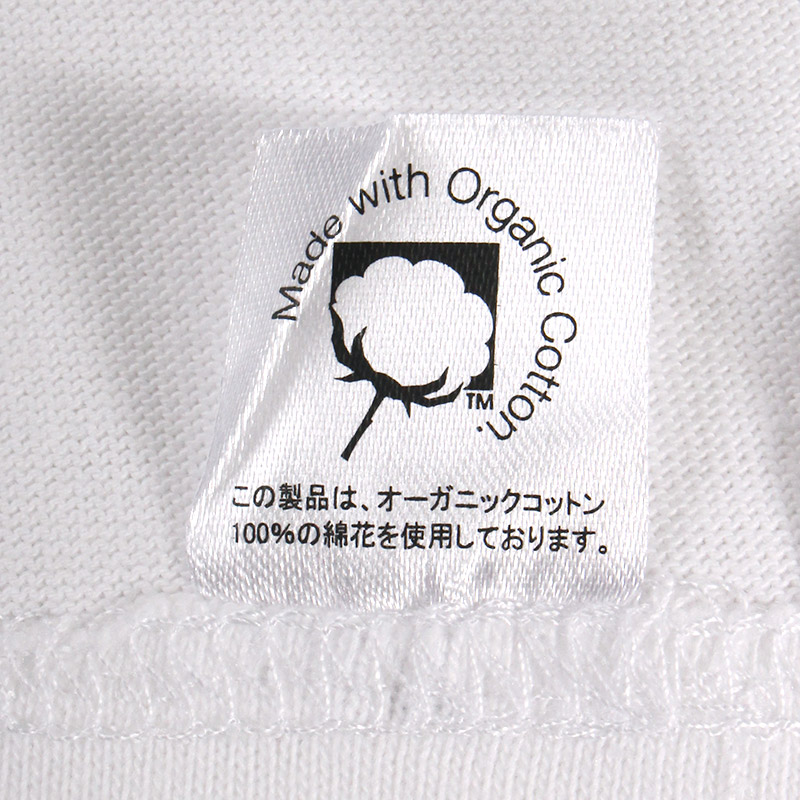 Made with Organic Cotton.
TM
この製品は、オーガニックコットン
100%の綿花を使用しております。